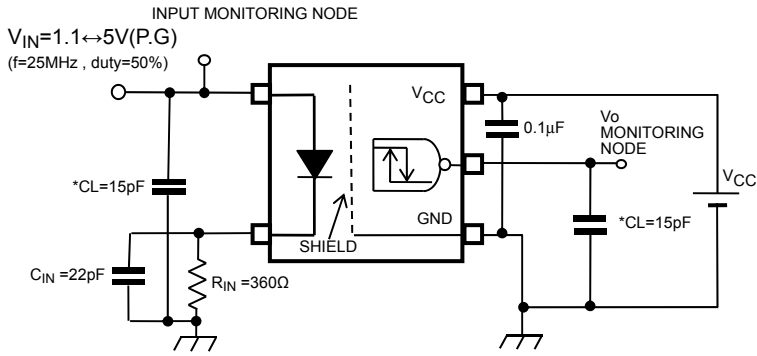 INPUT MONITORING NODE
VIN=1.1↔5V(P.G)
(f=25MHz , duty=50%)
VCC
0.1μF
Vo
MONITORING
NODE
VCC
*CL=15pF
GND
*CL=15pF
SHIELD
CIN =22pF
RIN =360Ω